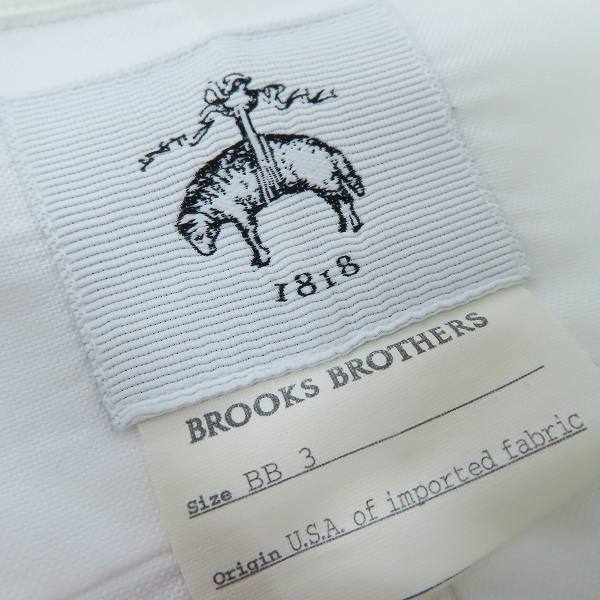 1818
BROOKS BROTHERS
Size BB 3
Origin U.S.A. of imported fabric